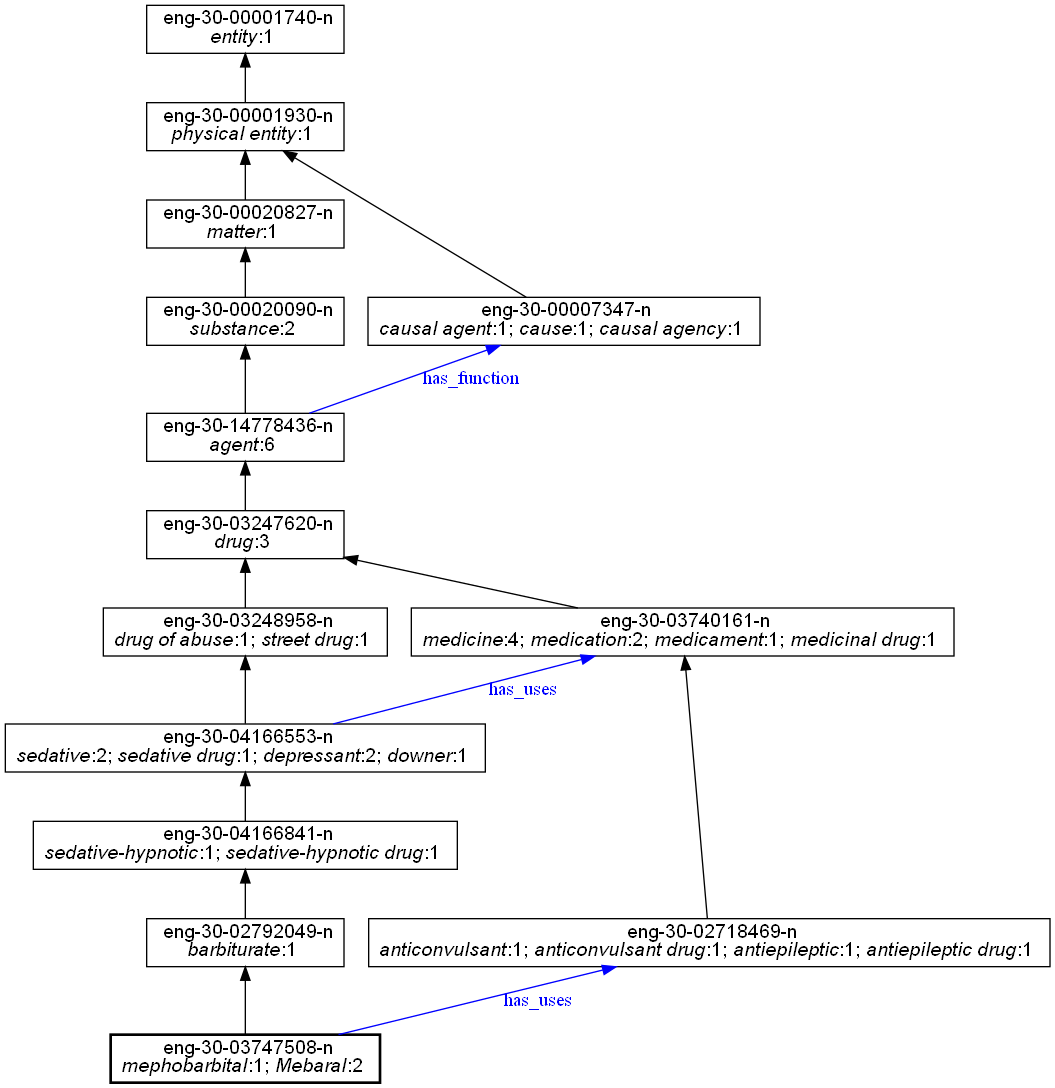 eng-30-00001740-n
entity:1
eng-30-00001930-n
physical entity:1
eng-30-00020827-n
matter:1
eng-30-00020090-n
substance:2
eng-30-00007347-n
causal agent:1; cause:1; causal agency:1
has_function
eng-30-14778436-n
agent:6
eng-30-03247620-n
drug:3
eng-30-03248958-n
drug of abuse:1; street drug:1
eng-30-03740161-n
medicine:4; medication:2; medicament:1; medicinal drug:1
has_uses
eng-30-04166553-n
sedative:2; sedative drug:1; depressant:2; downer:1
eng-30-04166841-n
sedative-hypnotic:1; sedative-hypnotic drug:1
eng-30-02792049-n
barbiturate:1
eng-30-02718469-n
anticonvulsant:1; anticonvulsant drug:1; antiepileptic:1; antiepileptic drug:1
has_uses
eng-30-03747508-n
mephobarbital:1; Mebaral:2